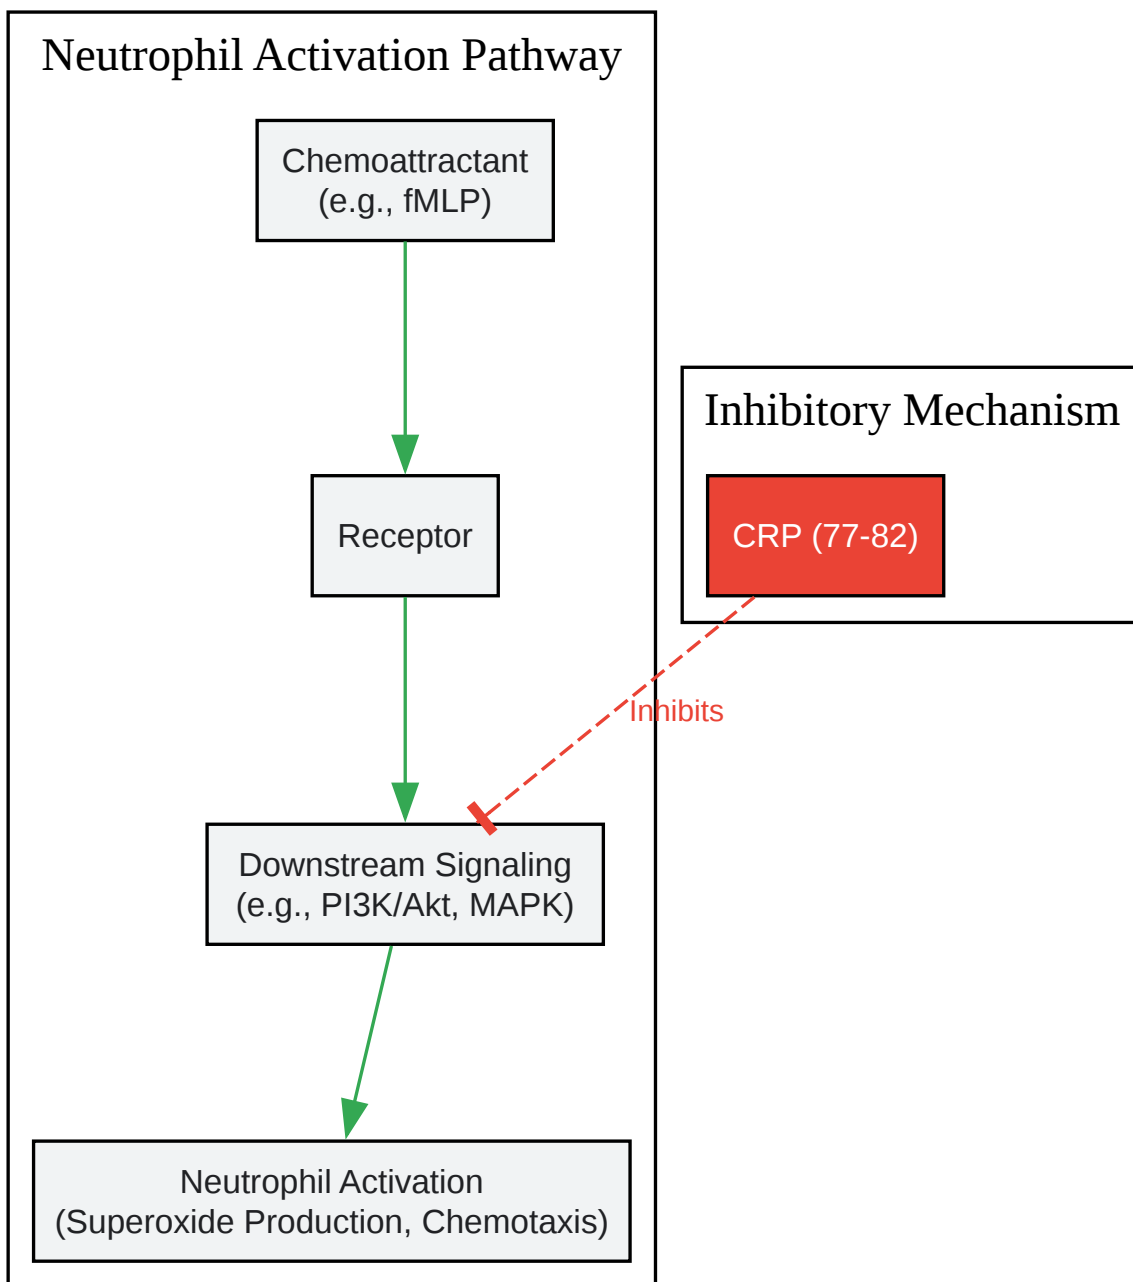 Neutrophil Activation Pathway
Chemoattractant
(e.g., fMLP)
Inhibitory Mechanism
Receptor
CRP (77-82)
Inhibits
Downstream Signaling
(e.g., PI3K/Akt, MAPK)
Neutrophil Activation
(Superoxide Production, Chemotaxis)